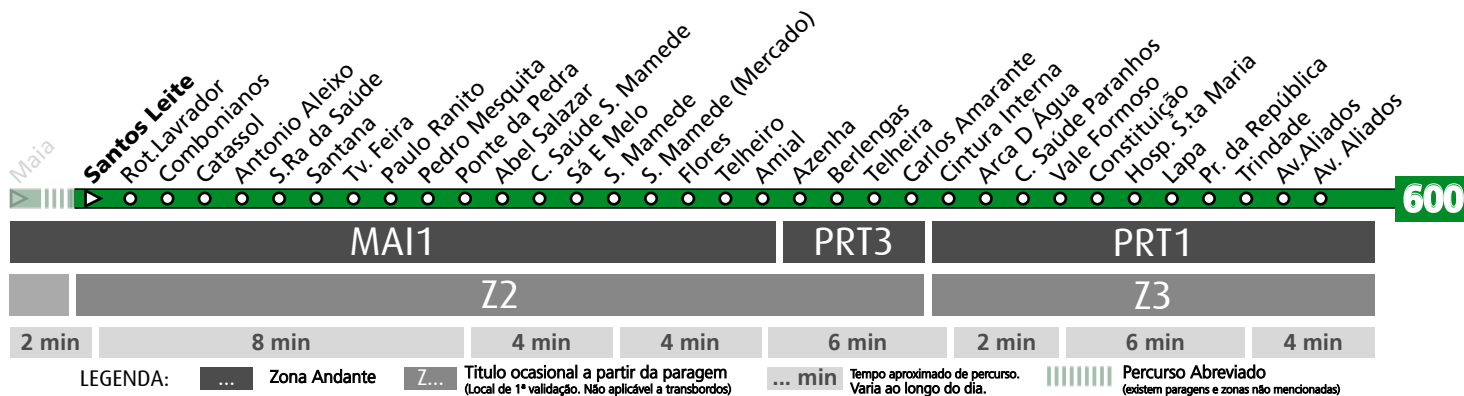 Maia
Santos Leite
Rot.Lavrador
Combonianos
Catassol
Antonio Aleixo
S.Ra da Saúde
Santana
Tv. Feira
Paulo Ranito
Pedro Mesquita
Ponte da Pedra
Abel Salazar
C. Saúde S. Mamede
Sá E Melo
S. Mamede
S. Mamede (Mercado)
Flores
Telheiro
Amial
Azenha
Berlengas
Telheira
Carlos Amarante
Cintura Interna
Arca D Água
C. Saúde Paranhos
Vale Formoso
Constituição
Hosp. S.ta Maria
Lapa
Pr. da República
Trindade
Av.Aliados
Av. Aliados
600
MAI1 PRT3 PRT1
Z2 Z3
2 min 8 min 4 min 4 min 6 min 2 min 6 min 4 min
LEGENDA:
... Zona Andante
Z... Titulo ocasional a partir da paragem
(Local de 1ª validação. Não aplicável a transbordos)
... min Tempo aproximado de percurso.
Varia ao longo do dia.
Percurso Abreviado
(existem paragens e zonas não mencionadas)